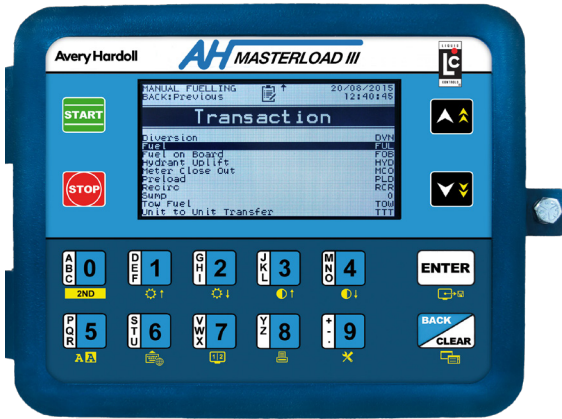 Avery Hardoll
AH MASTERLOAD III
LIQUID
LC
CONTROLS
START
STOP
MANUAL FUELLING ↑ 20/08/2015
BACK:Previous 12:40:45
Transaction
Diversion DVN
Fuel FUL
Fuel on Board FOB
Hydrant Uplift HYD
Meter Close Out MCO
Preload PLD
Recirc RCR
Sump 0
Tow Fuel TOW
Unit to Unit Transfer TTT
ABC 0
DEF 1
GHI 2
JKL 3
MNO 4
ENTER
2ND
↑
↓
↑
↓
PQR 5
STU 6
VWX 7
YZ 8
+-. 9
BACK
CLEAR
A A
1 2